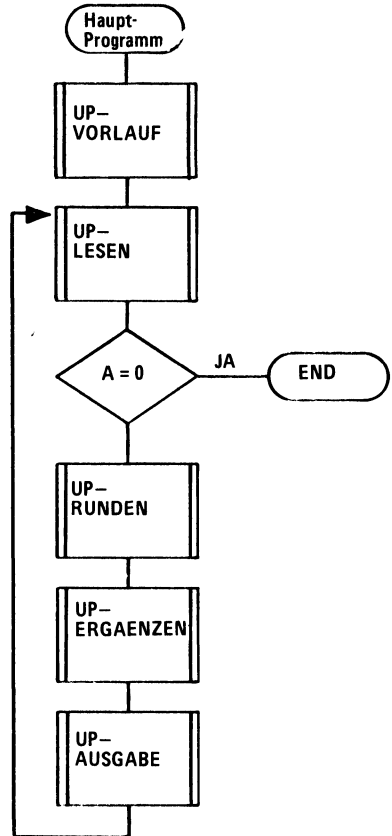 Haupt-
Programm
UP–
VORLAUF
UP–
LESEN
A = 0
JA
END
UP–
RUNDEN
UP–
ERGAENZEN
UP–
AUSGABE